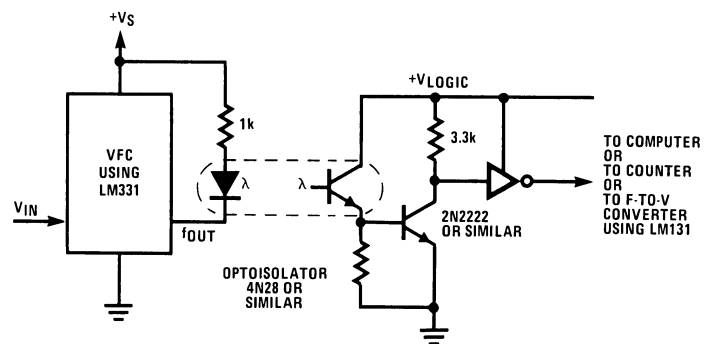 +VS
+VLOGIC
1k
3.3k
VFC
USING
LM331
λ
λ
TO COMPUTER
OR
TO COUNTER
OR
TO F-TO-V
CONVERTER
USING LM131
VIN
fOUT
2N2222
OR SIMILAR
OPTOISOLATOR
4N28 OR
SIMILAR